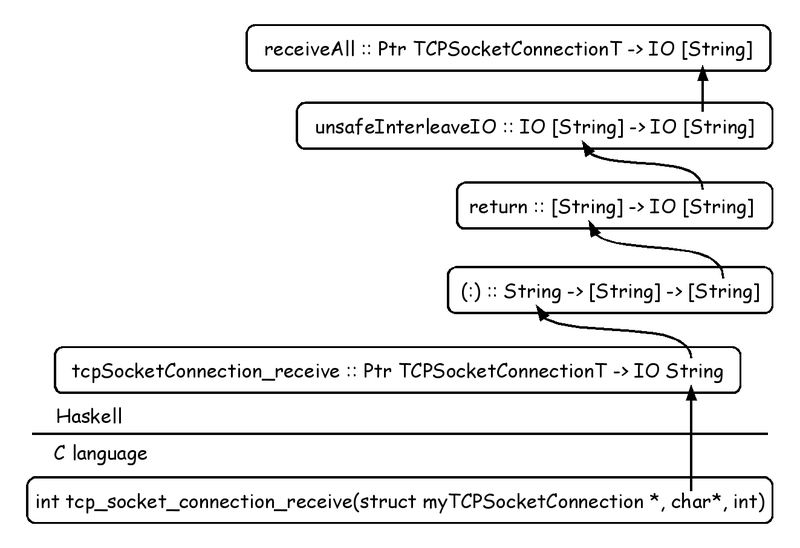 receiveAll :: Ptr TCPSocketConnectionT -> IO [String]
unsafeInterleaveIO :: IO [String] -> IO [String]
return :: [String] -> IO [String]
(:) :: String -> [String] -> [String]
tcpSocketConnection_receive :: Ptr TCPSocketConnectionT -> IO String
Haskell
C language
int tcp_socket_connection_receive(struct myTCPSocketConnection *, char*, int)